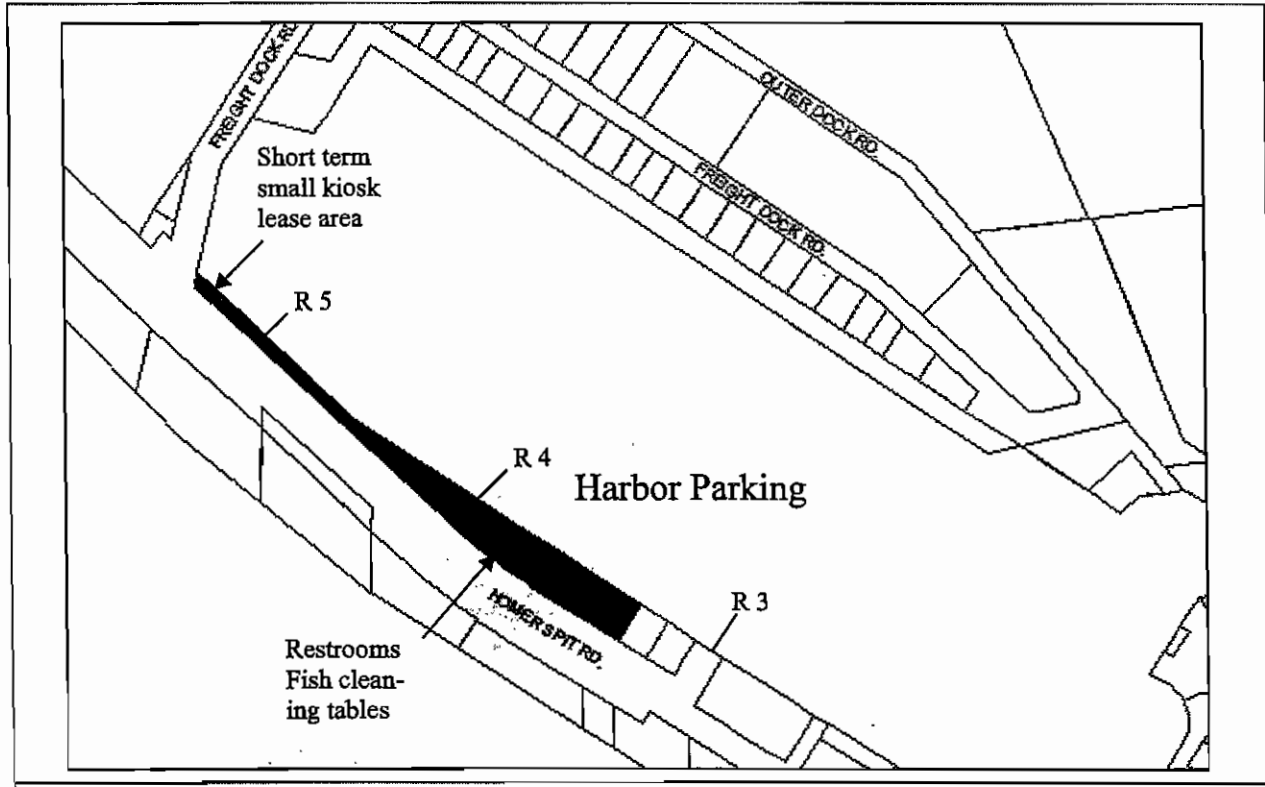 FREIGHT DOCK RD.
OUTER DOCK RD.
FREIGHT DOCK RD.
Short term
small kiosk
lease area
R 5
R 4
Harbor Parking
R 3
HOMER SPIT RD.
Restrooms
Fish clean-
ing tables